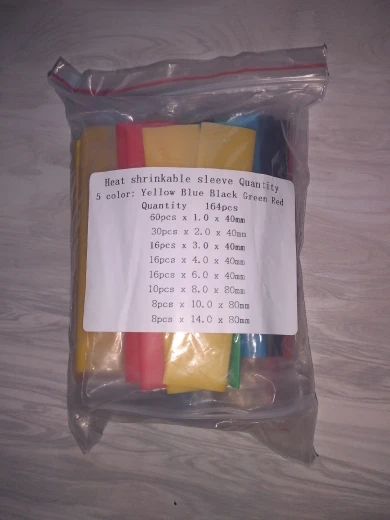 Heat shrinkable sleeve Quantity
5 color: Yellow Blue Black Green Red
Quantity 164pcs
60pcs x 1.0 x 40mm
30pcs x 2.0 x 40mm
16pcs x 3.0 x 40mm
16pcs x 4.0 x 40mm
16pcs x 6.0 x 40mm
10pcs x 8.0 x 80mm
8pcs x 10.0 x 80mm
8pcs x 14.0 x 80mm